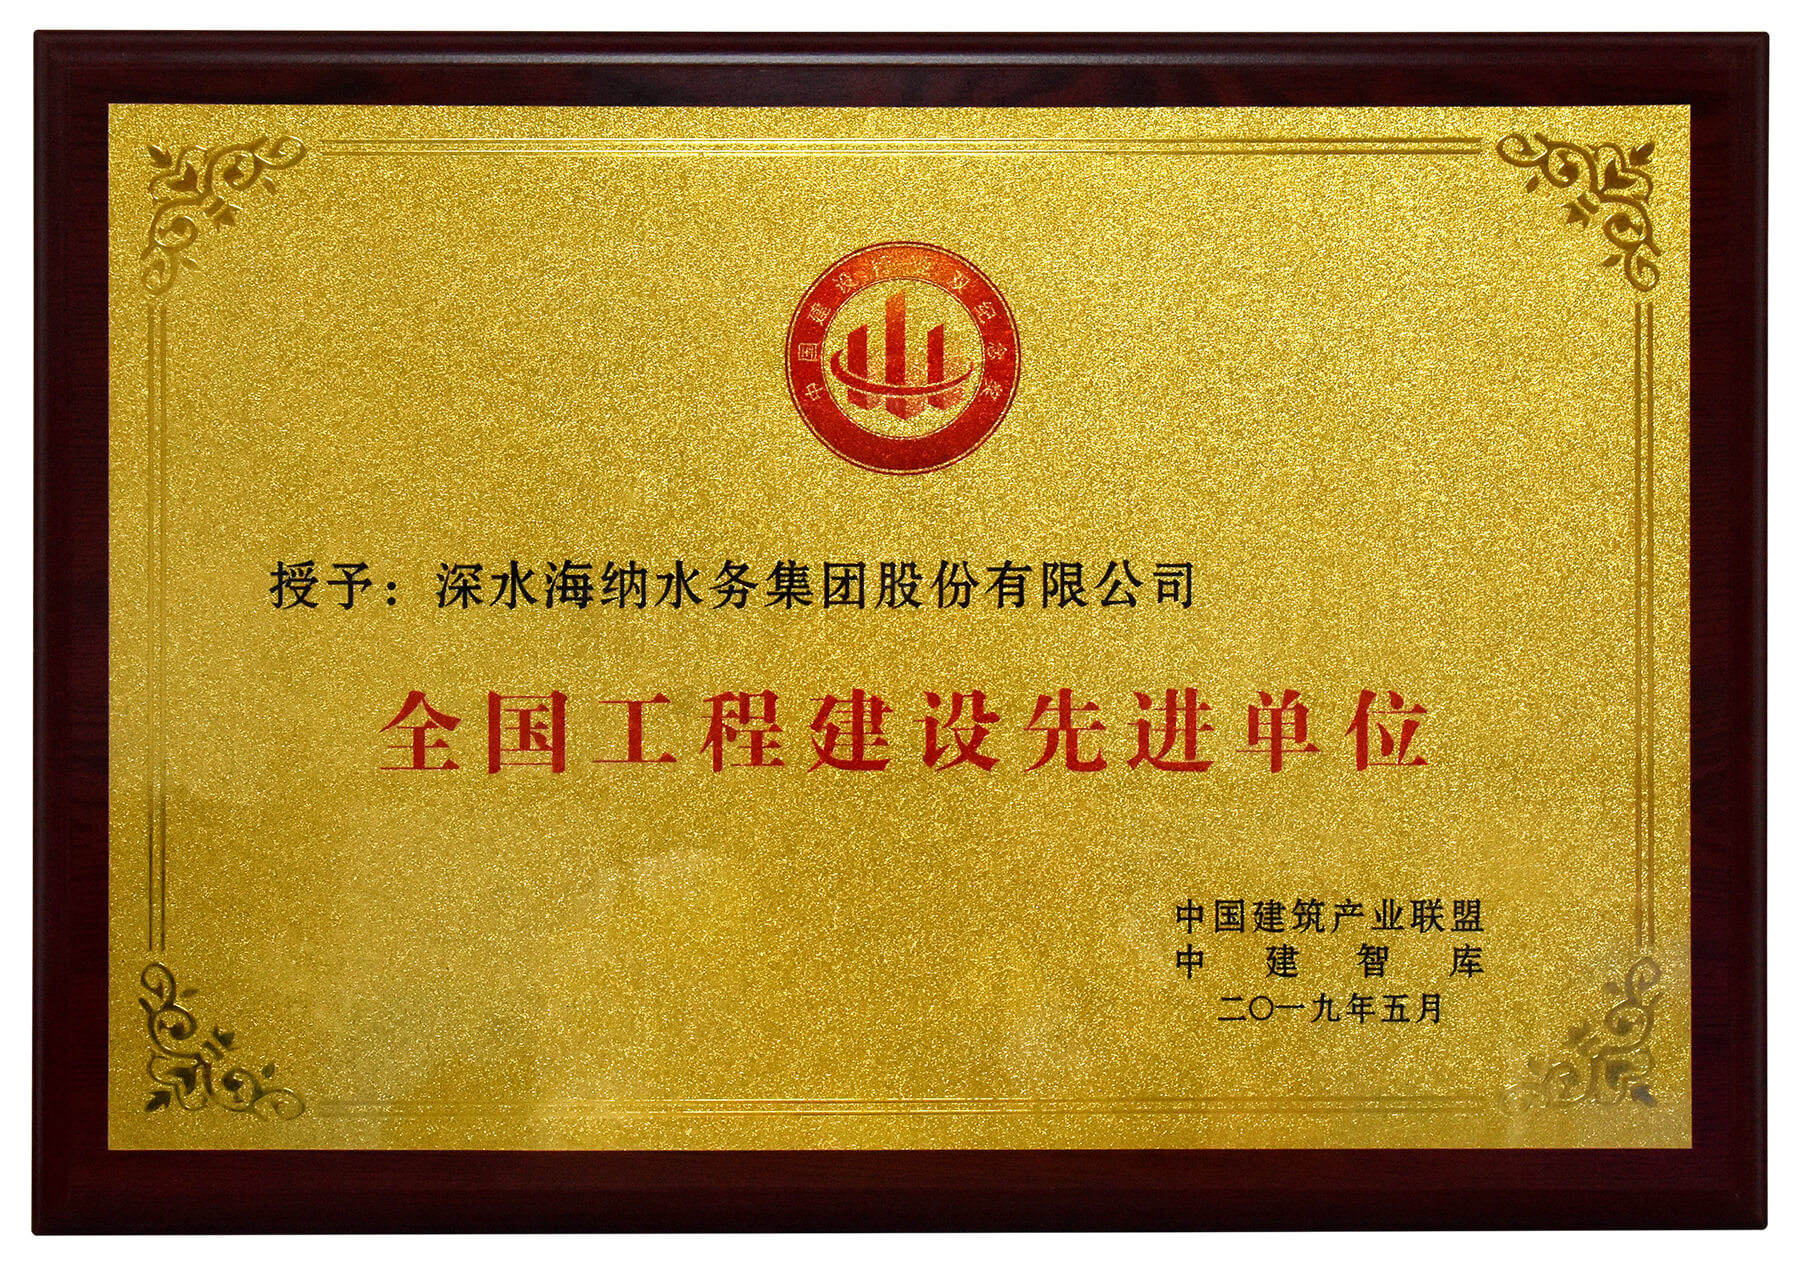 授予：深水海纳水务集团股份有限公司
全国工程建设先进单位
中国建筑产业联盟
中建智库
二〇一九年五月